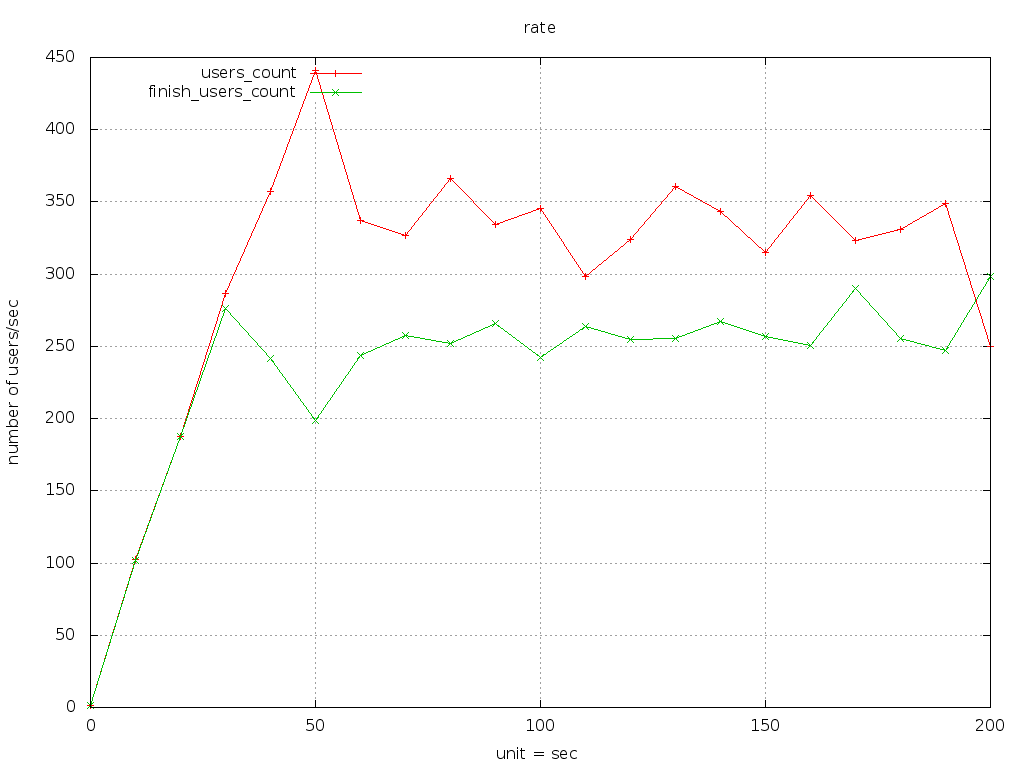 rate
450
users_count
finish_users_count
400
350
300
250
200
150
100
50
0
number of users/sec
0 50 100 150 200
unit = sec